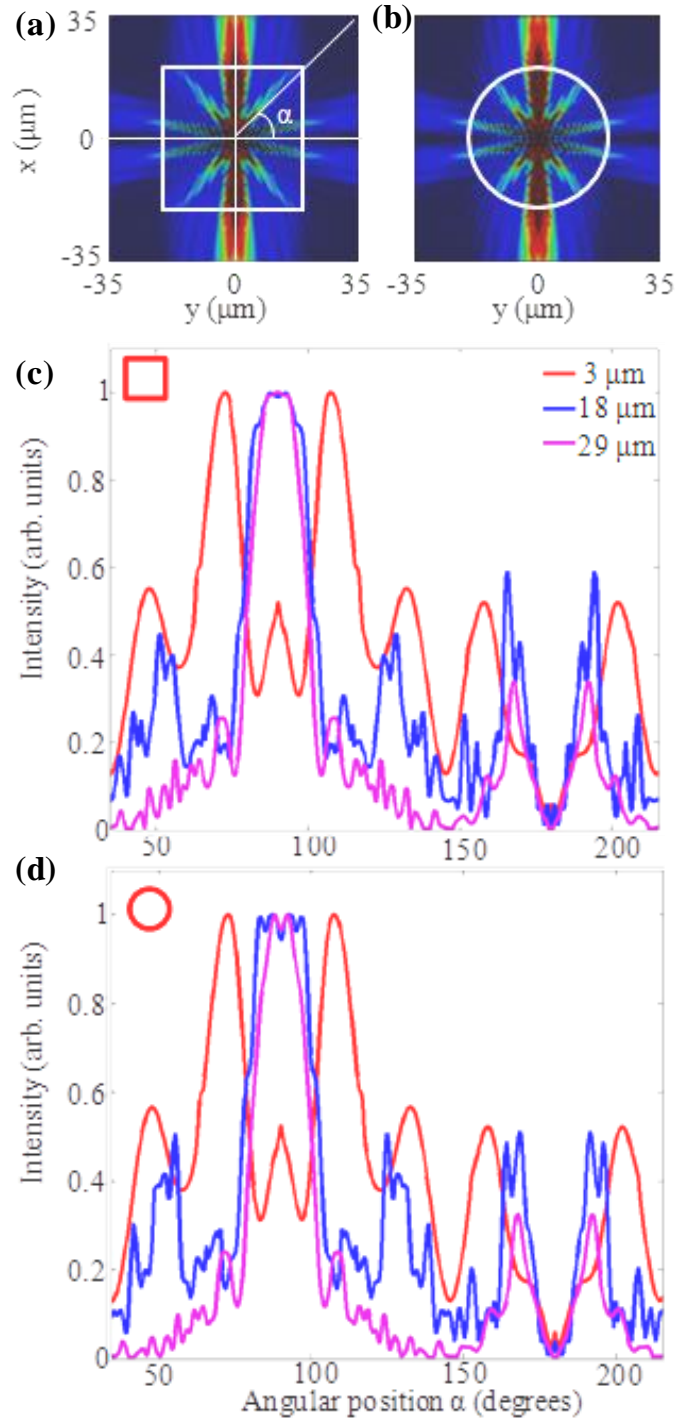 (a)
(b)
35
0
-35
x (μm)
α
-35 0 35
-35 0 35
y (μm)
y (μm)
(c)
3 μm
18 μm
29 μm
1
0.8
0.6
0.4
0.2
0
Intensity (arb. units)
50 100 150 200
(d)
1
0.8
0.6
0.4
0.2
0
Intensity (arb. units)
50 100 150 200
Angular position α (degrees)